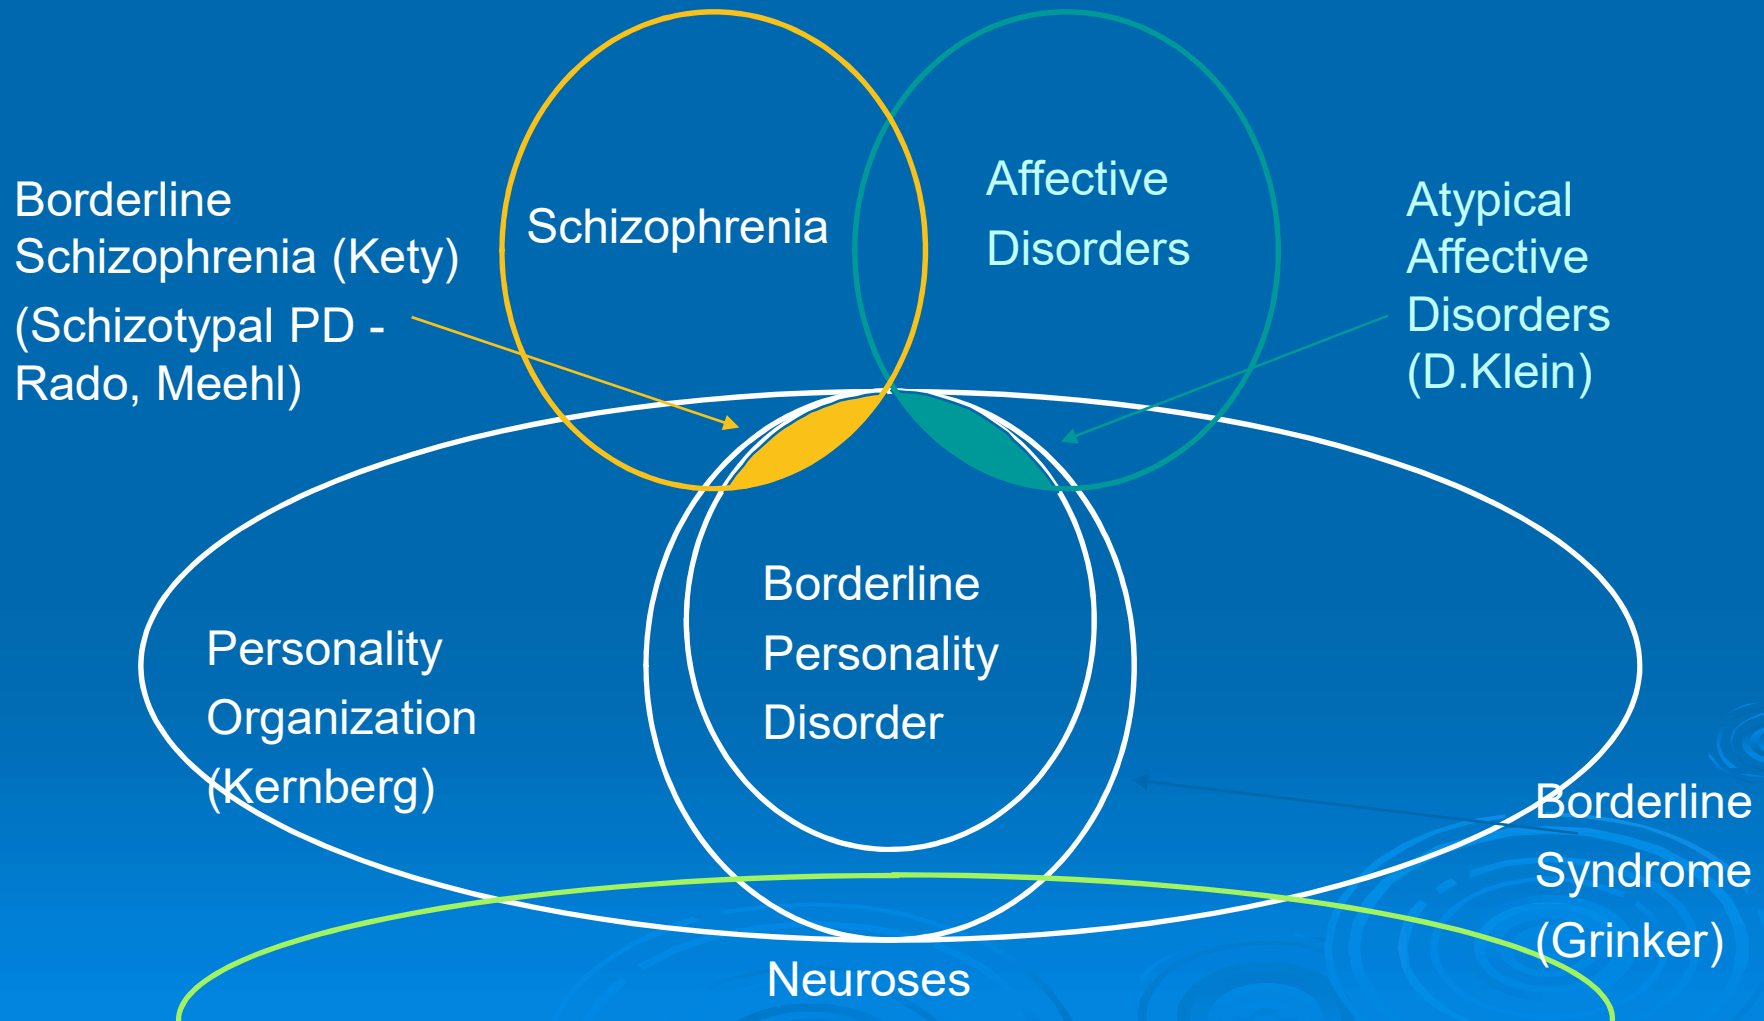 Borderline
Schizophrenia (Kety)
(Schizotypal PD -
Rado, Meehl)
Schizophrenia
Affective
Disorders
Atypical
Affective
Disorders
(D.Klein)
Personality
Organization
(Kernberg)
Borderline
Personality
Disorder
Borderline
Syndrome
(Grinker)
Neuroses